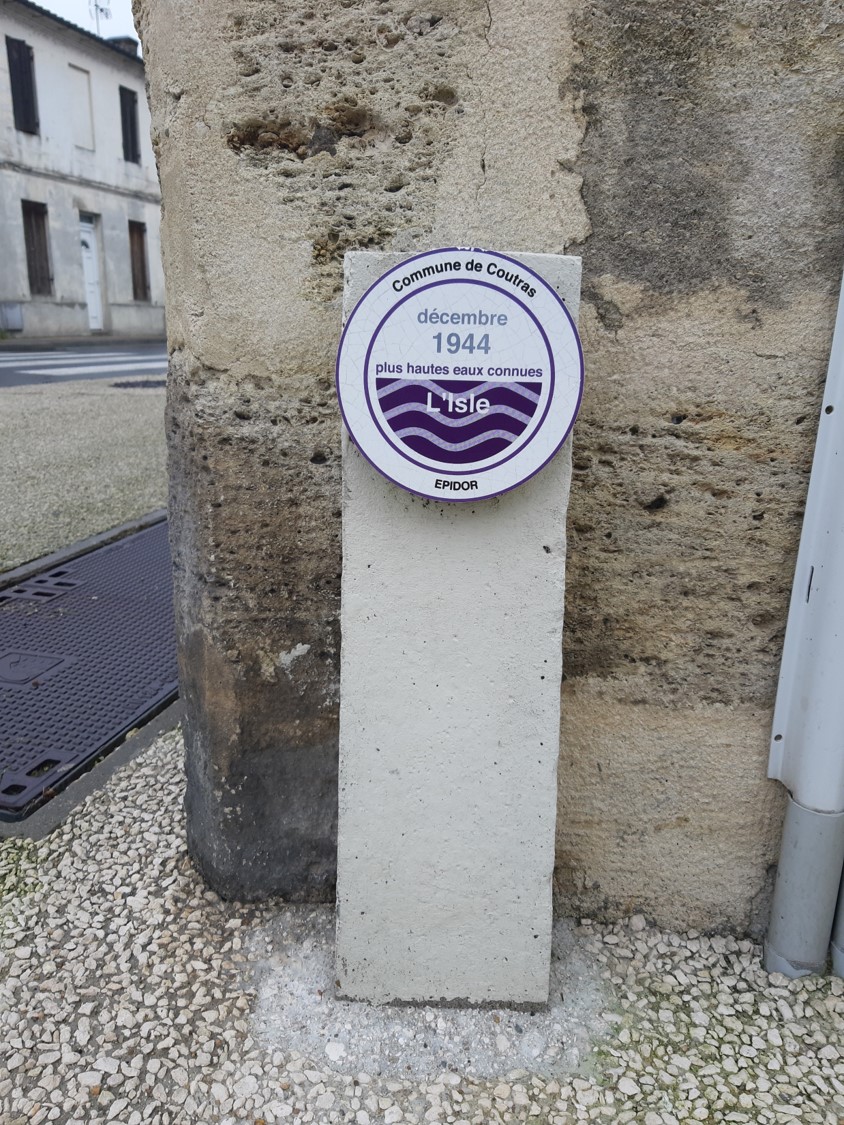 Commune de Coutras
décembre
1944
plus hautes eaux connues
L'Isle
EPIDOR